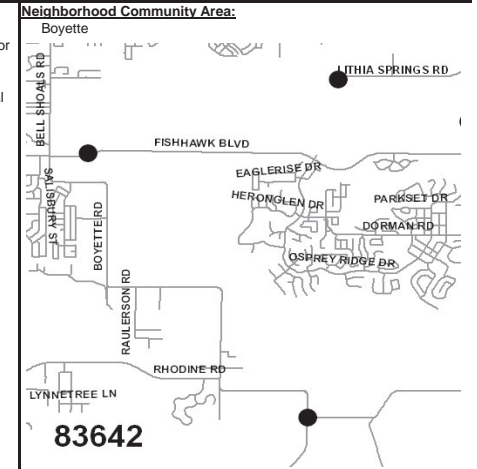 Neighborhood Community Area:
Boyette
or
LITHIA SPRINGS RD
BELL SHOALS RD
FISHHAWK BLVD
EAGLERISE DR
SALISBURY ST
HERONGLEN DR
PARKSET DR
BOYETTE RD
DORMAN RD
OSPREY RIDGE DR
RAULERSON RD
RHODINE RD
LYNNETREE LN
83642